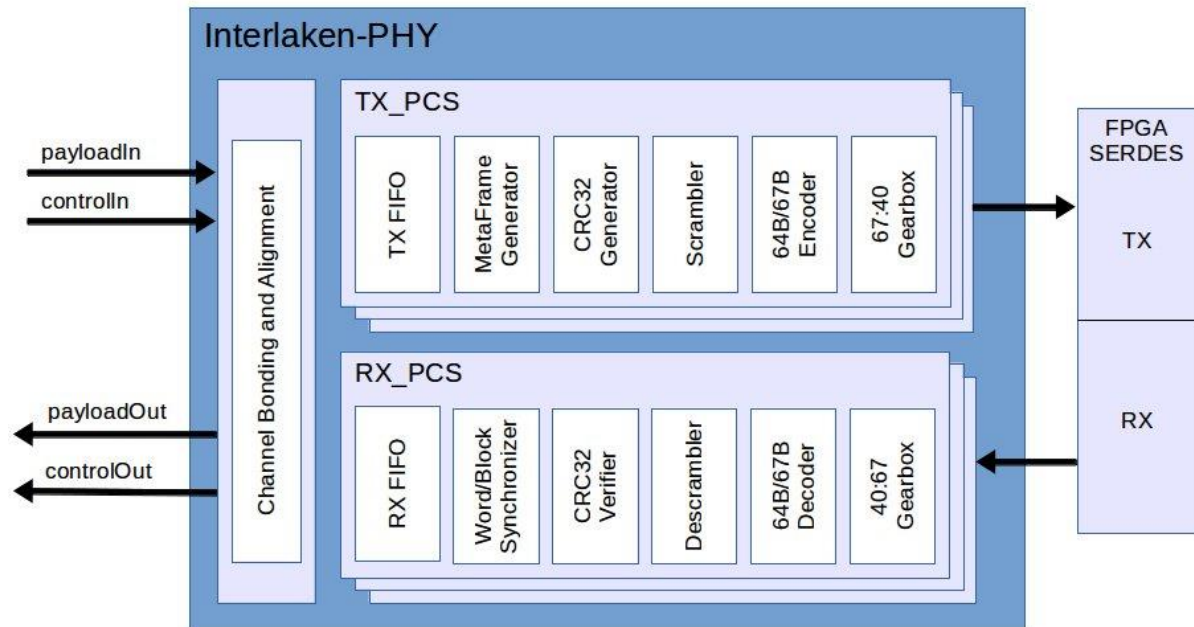 Interlaken-PHY
payloadIn
controlIn
payloadOut
controlOut
Channel Bonding and Alignment
TX_PCS
TX FIFO
MetaFrame
Generator
CRC32
Generator
Scrambler
64B/67B
Encoder
67:40
Gearbox
RX_PCS
RX FIFO
Word/Block
Synchronizer
CRC32
Verifier
Descrambler
64B/67B
Decoder
40:67
Gearbox
FPGA
SERDES
TX
RX